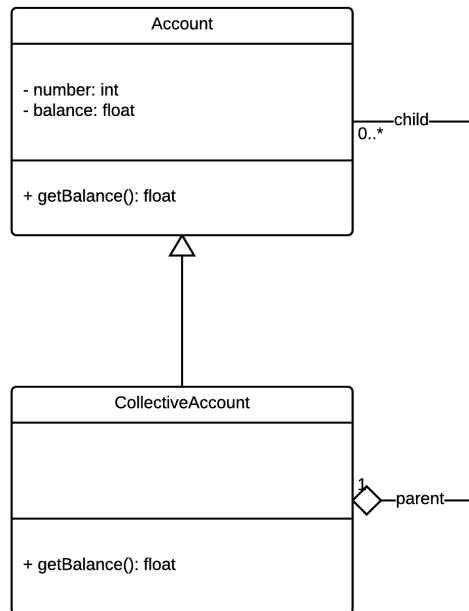 Account
- number: int
- balance: float
child
0..*
+ getBalance(): float
CollectiveAccount
1
parent
+ getBalance(): float